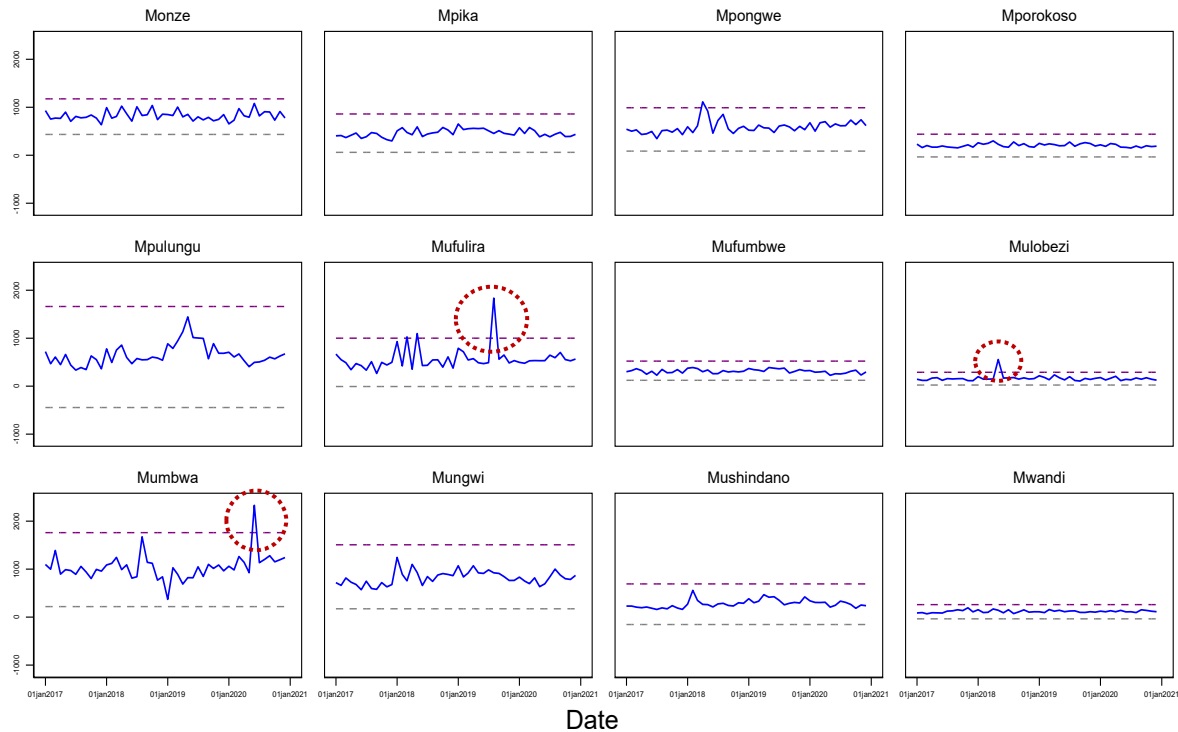 Monze Mpika Mpongwe Mporokoso
2000
1000
0
-1000
Mpulungu Mufulira Mufumbwe Mulobezi
2000
1000
0
-1000
Mumbwa Mungwi Mushindano Mwandi
2000
1000
0
-1000
01jan2017 01jan2018 01jan2019 01jan2020 01jan2021 01jan2017 01jan2018 01jan2019 01jan2020 01jan2021 01jan2017 01jan2018 01jan2019 01jan2020 01jan2021 01jan2017 01jan2018 01jan2019 01jan2020 01jan2021
Date